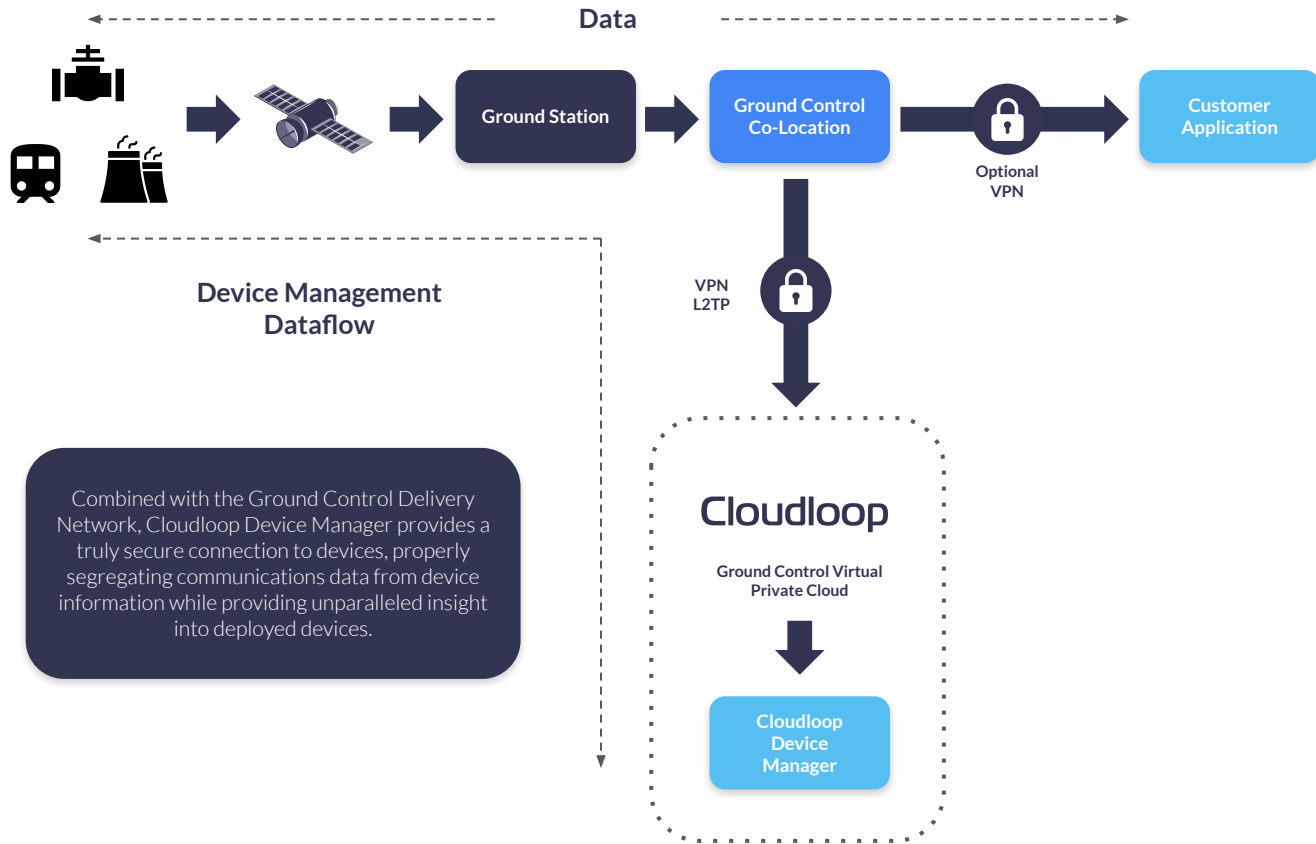 Data
Ground Station
Ground Control
Co-Location
Customer
Application
Optional
VPN
Device Management
Dataflow
VPN
L2TP
Combined with the Ground Control Delivery
Network, Cloudloop Device Manager provides a
truly secure connection to devices, properly
segregating communications data from device
information while providing unparalleled insight
into deployed devices.
Cloudloop
Ground Control Virtual
Private Cloud
Cloudloop
Device
Manager